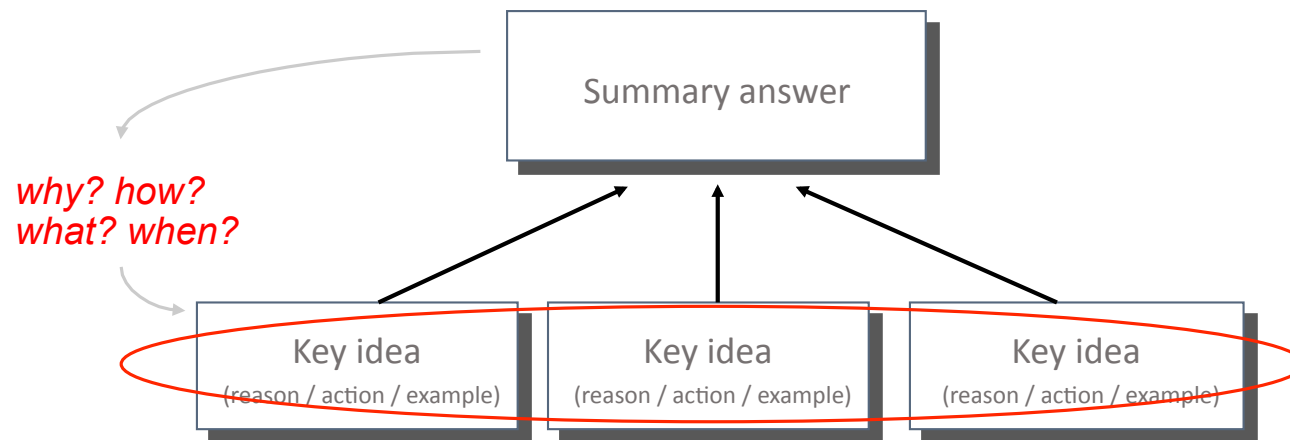 Summary answer
why? how?
what? when?
Key idea
(reason / action / example)
Key idea
(reason / action / example)
Key idea
(reason / action / example)